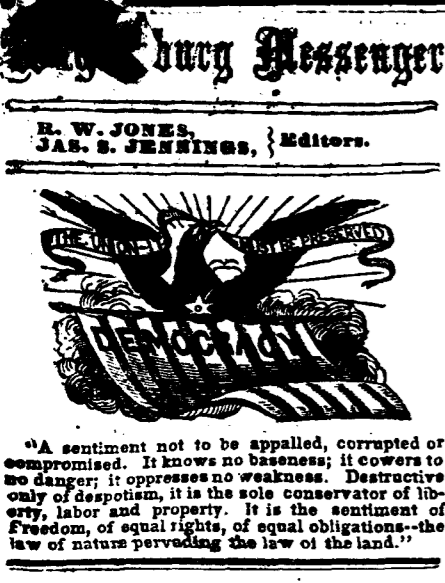 burg Messenger
R. W. JONES,
JAS. S. JENNINGS, } Editors.
THE UNION IT MUST BE PRESERVED
DEMOCRACY
"A sentiment not to be appalled, corrupted or
compromised. It knows no baseness; it cowers to
no danger; it oppresses no weakness. Destructive
only of despotism, it is the sole conservator of lib-
erty, labor and property. It is the sentiment of
Freedom, of equal rights, of equal obligations--the
law of nature pervading the law of the land."